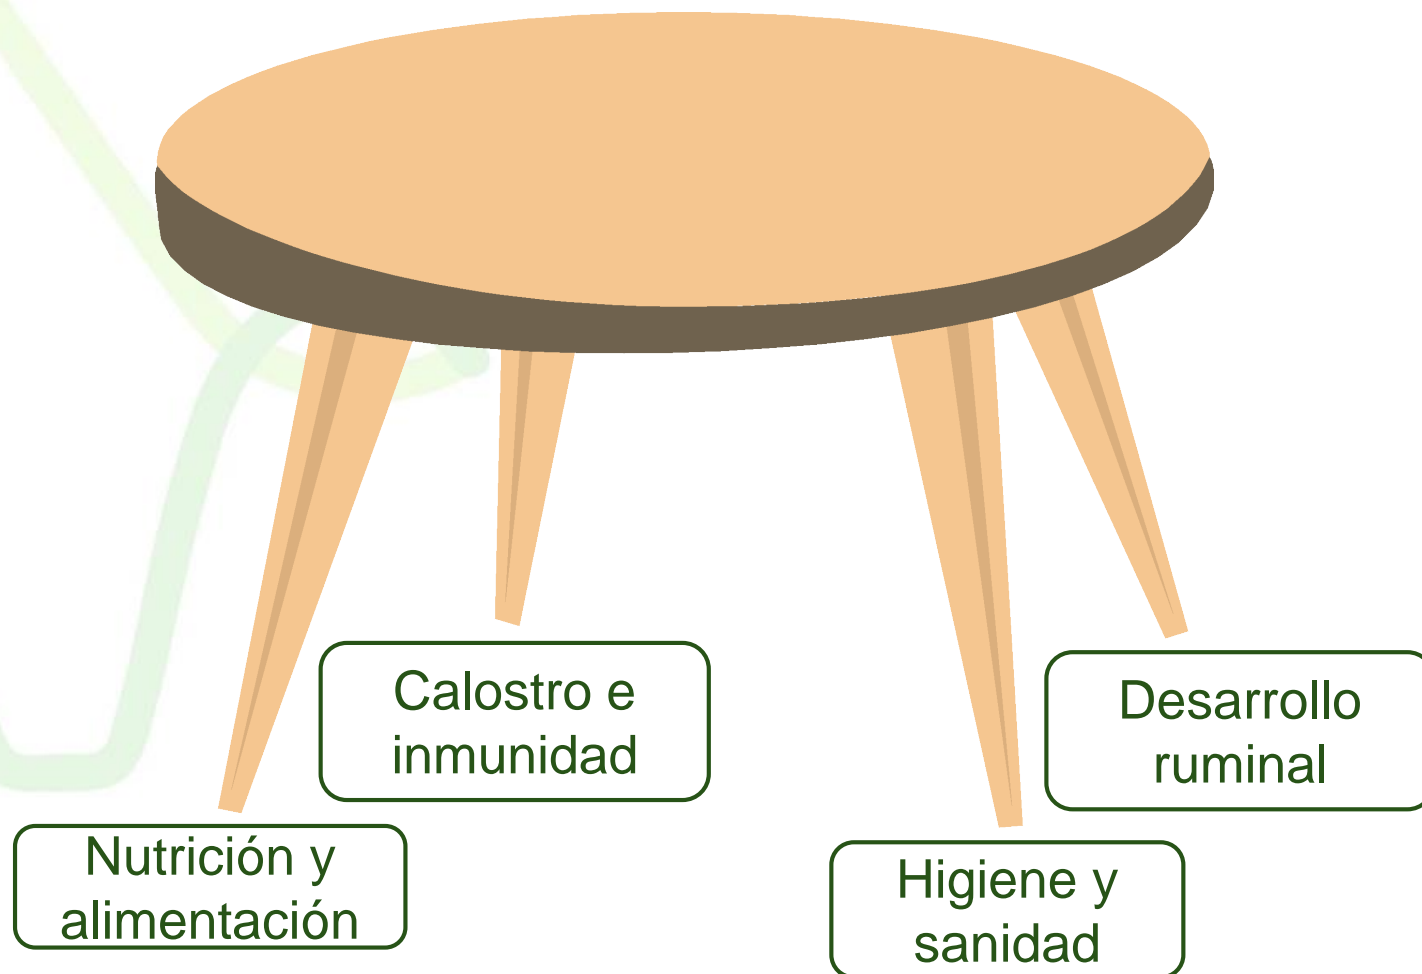 Calostro e
inmunidad
Desarrollo
ruminal
Nutrición y
alimentación
Higiene y
sanidad